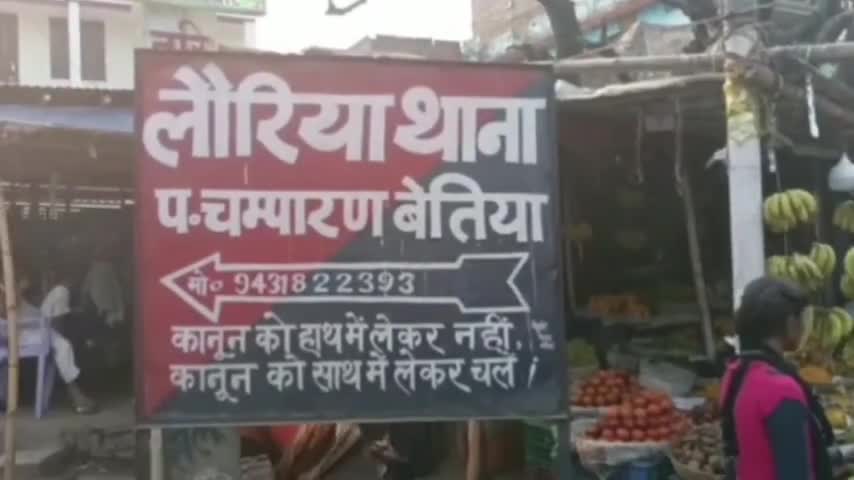 लौरिया थाना
प.चम्पारण बेतिया
मो० 9431822393
कानून को हाथ में लेकर नहीं,
कानून को साथ में लेकर चलें ।